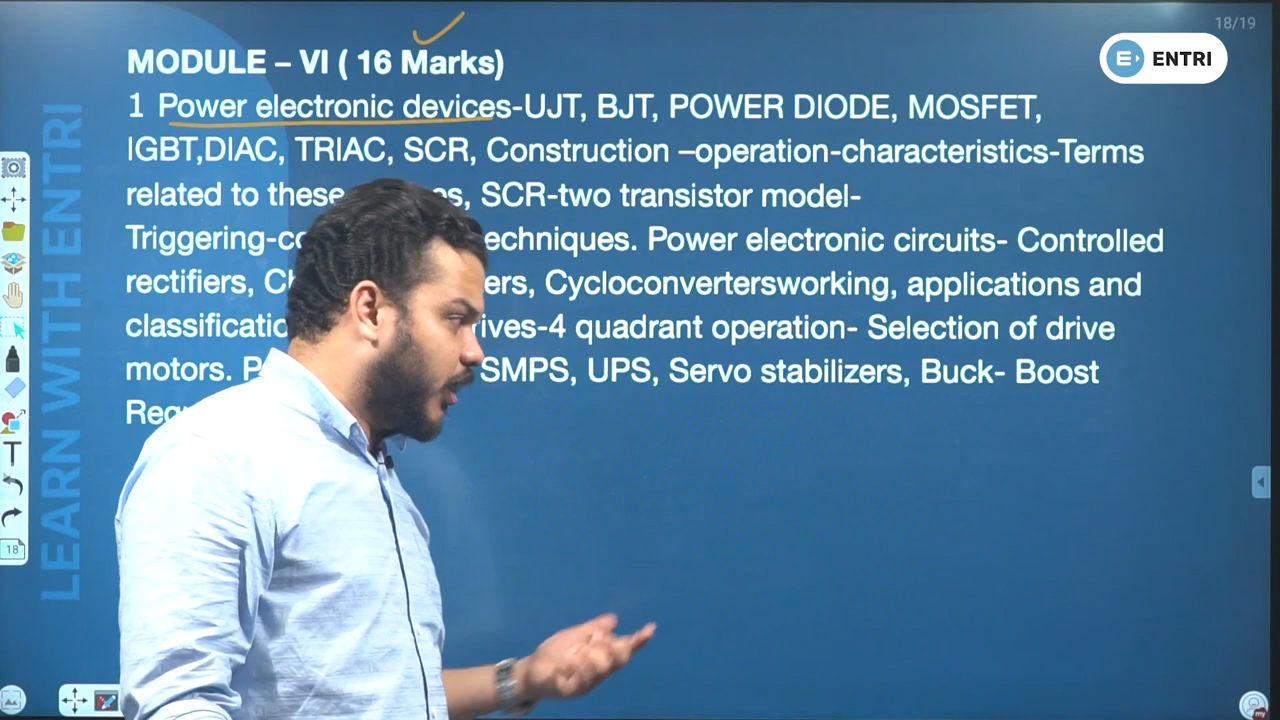 18/19
ENTRI
MODULE – VI ( 16 Marks)
1 Power electronic devices-UJT, BJT, POWER DIODE, MOSFET,
IGBT,DIAC, TRIAC, SCR, Construction –operation-characteristics-Terms
related to these s, SCR-two transistor model-
Triggering-co echniques. Power electronic circuits- Controlled
rectifiers, Ch ers, Cycloconvertersworking, applications and
classificatio rives-4 quadrant operation- Selection of drive
motors. P SMPS, UPS, Servo stabilizers, Buck- Boost
LEARN WITH ENTRI
T
18